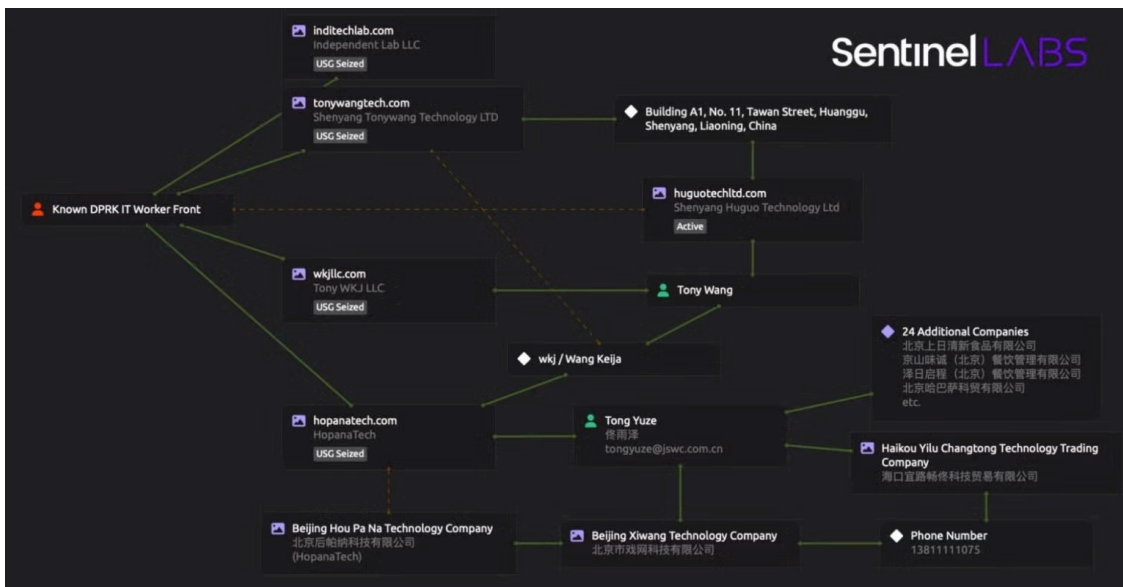 inditechlab.com
Independent Lab LLC
USG Seized
SentinelLABS
tonywangtech.com
Shenyang Tonywang Technology LTD
USG Seized
Building A1, No. 11, Tawan Street, Huanggu,
Shenyang, Liaoning, China
Known DPRK IT Worker Front
huguotechltd.com
Shenyang Huguo Technology Ltd
Active
wkjllc.com
Tony WKJ LLC
USG Seized
Tony Wang
wkj / Wang Keija
24 Additional Companies
北京上日清新食品有限公司
京山味诚（北京）餐饮管理有限公司
泽日启程（北京）餐饮管理有限公司
北京哈巴萨科贸有限公司
etc.
hopanatech.com
HopanaTech
USG Seized
Tong Yuze
佟雨泽
tongyuze@jswc.com.cn
Haikou Yilu Changtong Technology Trading
Company
海口宜路畅佟科技贸易有限公司
Beijing Hou Pa Na Technology Company
北京后帕纳科技有限公司
(HopanaTech)
Beijing Xiwang Technology Company
北京市戏网科技有限公司
Phone Number
13811111075